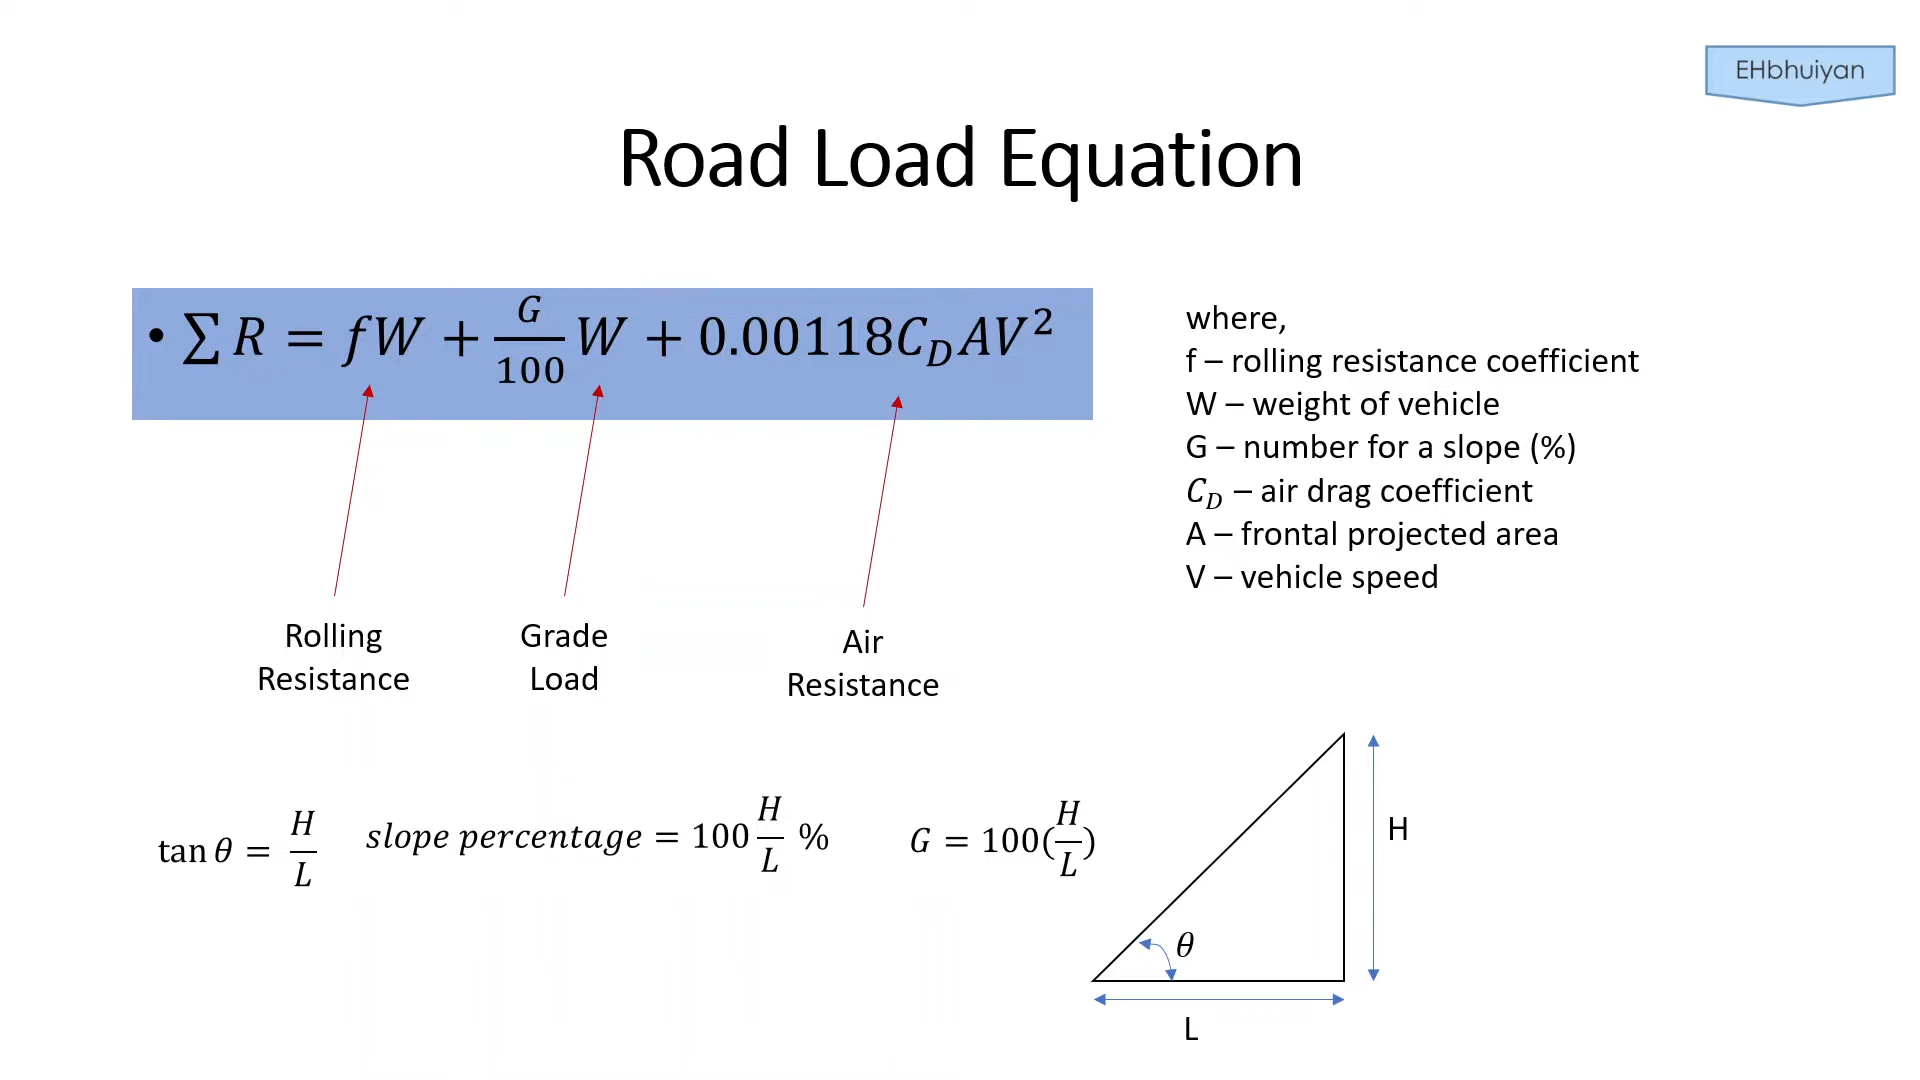 EHbhuiyan
Road Load Equation
• ∑ R = fW + G/100 W + 0.00118C_D AV²
where,
f – rolling resistance coefficient
W – weight of vehicle
G – number for a slope (%)
C_D – air drag coefficient
A – frontal projected area
V – vehicle speed
Rolling
Resistance
Grade
Load
Air
Resistance
tan θ = H/L
slope percentage = 100 H/L %
G = 100(H/L)
H
θ
L